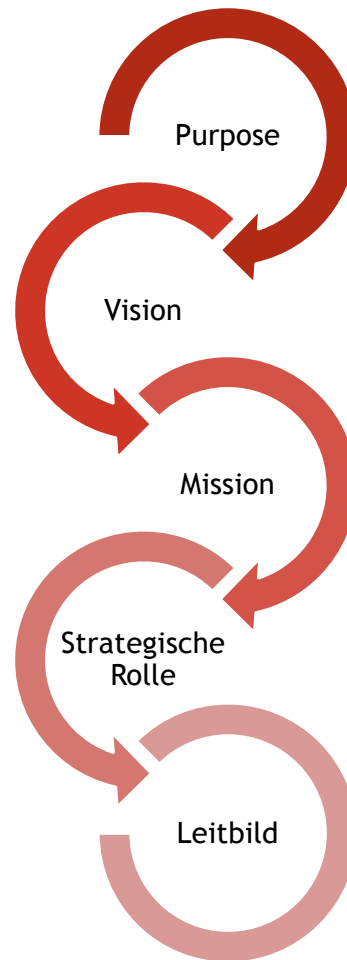 Purpose
Vision
Mission
Strategische
Rolle
Leitbild